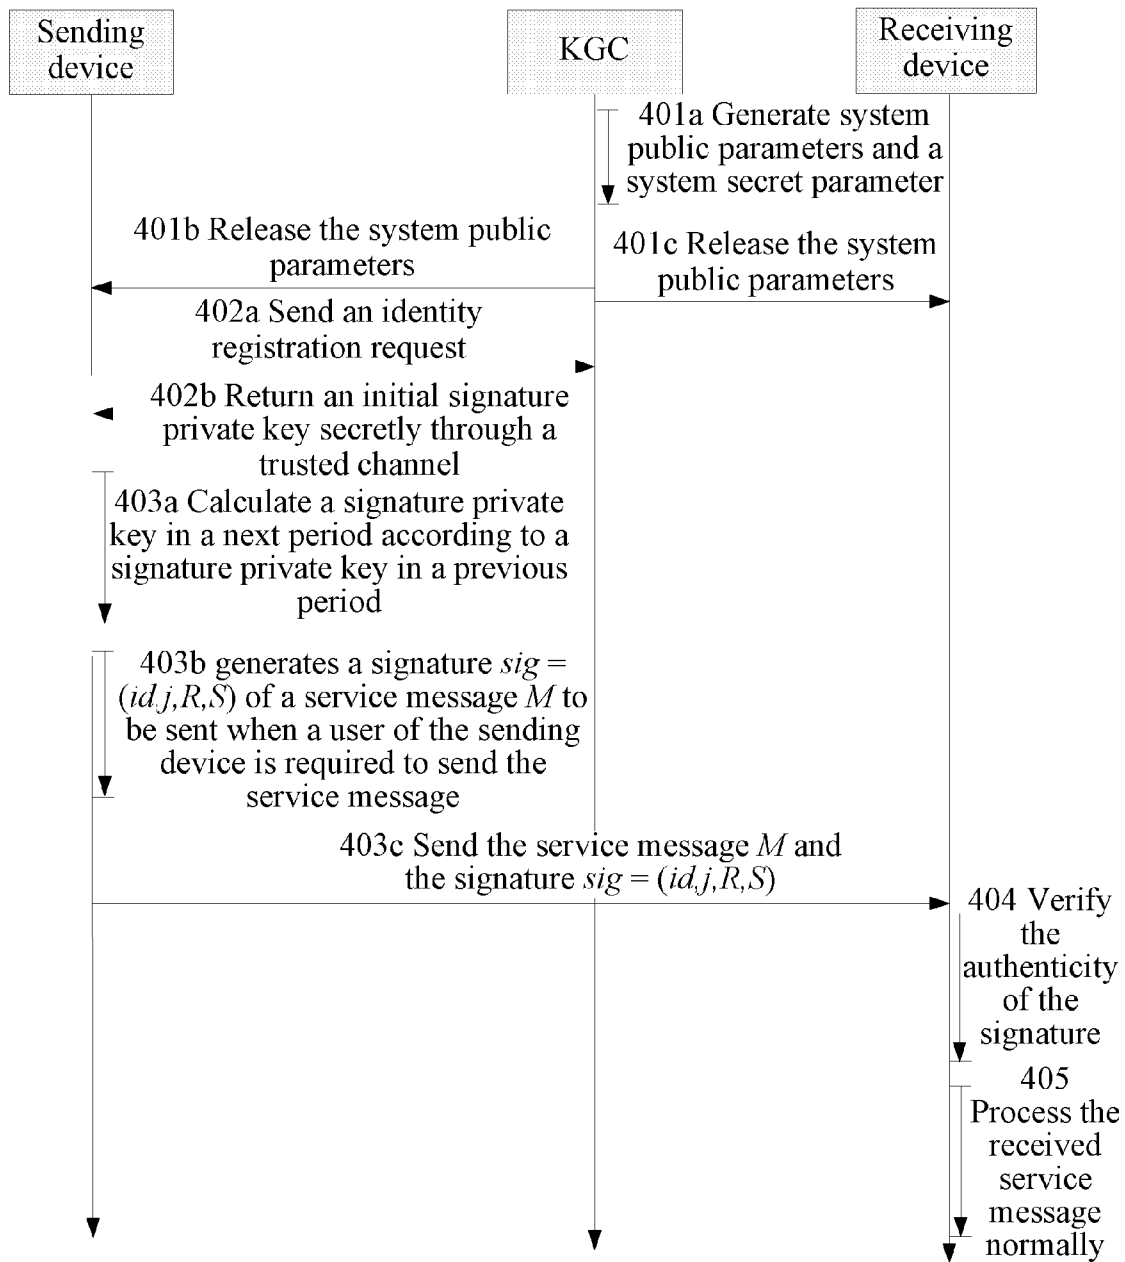 Sending
device
KGC
Receiving
device
401a Generate system
public parameters and a
system secret parameter
401b Release the system public
parameters
401c Release the system
public parameters
402a Send an identity
registration request
402b Return an initial signature
private key secretly through a
trusted channel
403a Calculate a signature private
key in a next period according to a
signature private key in a previous
period
403b generates a signature sig =
(id,j,R,S) of a service message M to
be sent when a user of the sending
device is required to send the
service message
403c Send the service message M and
the signature sig = (id,j,R,S)
404 Verify
the
authenticity
of the
signature
405
Process the
received
service
message
normally